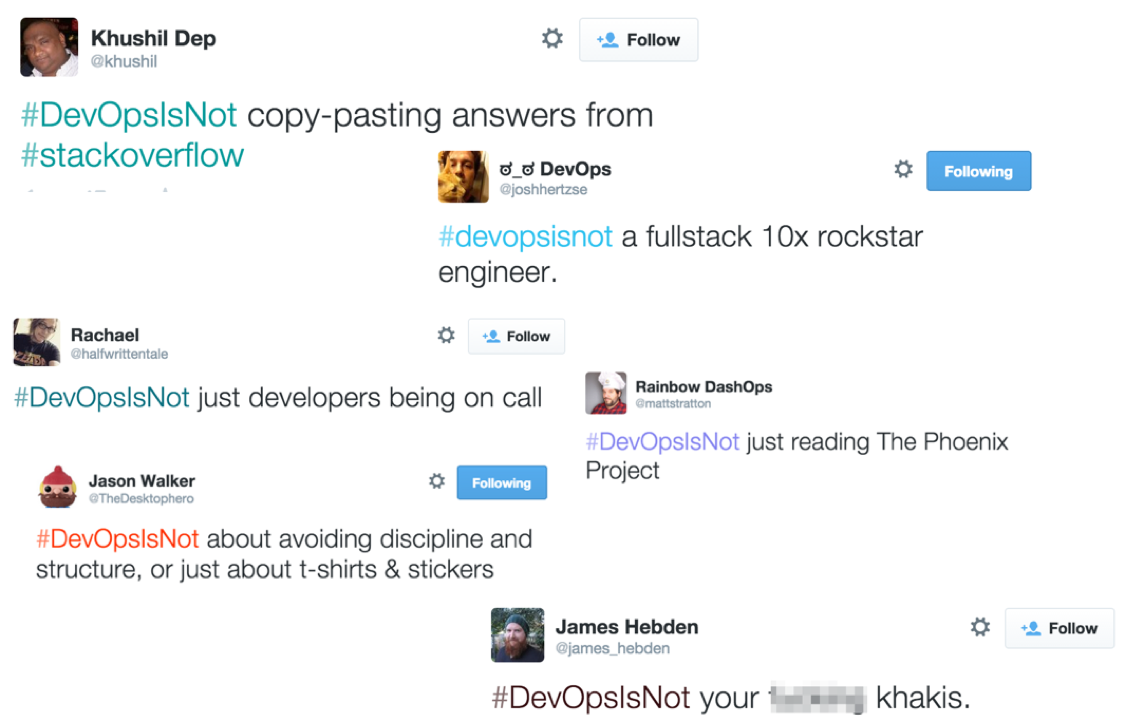 Khushil Dep
@khushil
Follow
#DevOpsIsNot copy-pasting answers from
#stackoverflow
ಠ_ಠ DevOps
@joshhertzse
Following
#devopsisnot a fullstack 10x rockstar
engineer.
Rachael
@halfwrittentale
Follow
#DevOpsIsNot just developers being on call
Rainbow DashOps
@mattstratton
#DevOpsIsNot just reading The Phoenix
Project
Jason Walker
@TheDesktophero
Following
#DevOpsIsNot about avoiding discipline and
structure, or just about t-shirts & stickers
James Hebden
@james_hebden
Follow
#DevOpsIsNot your khakis.